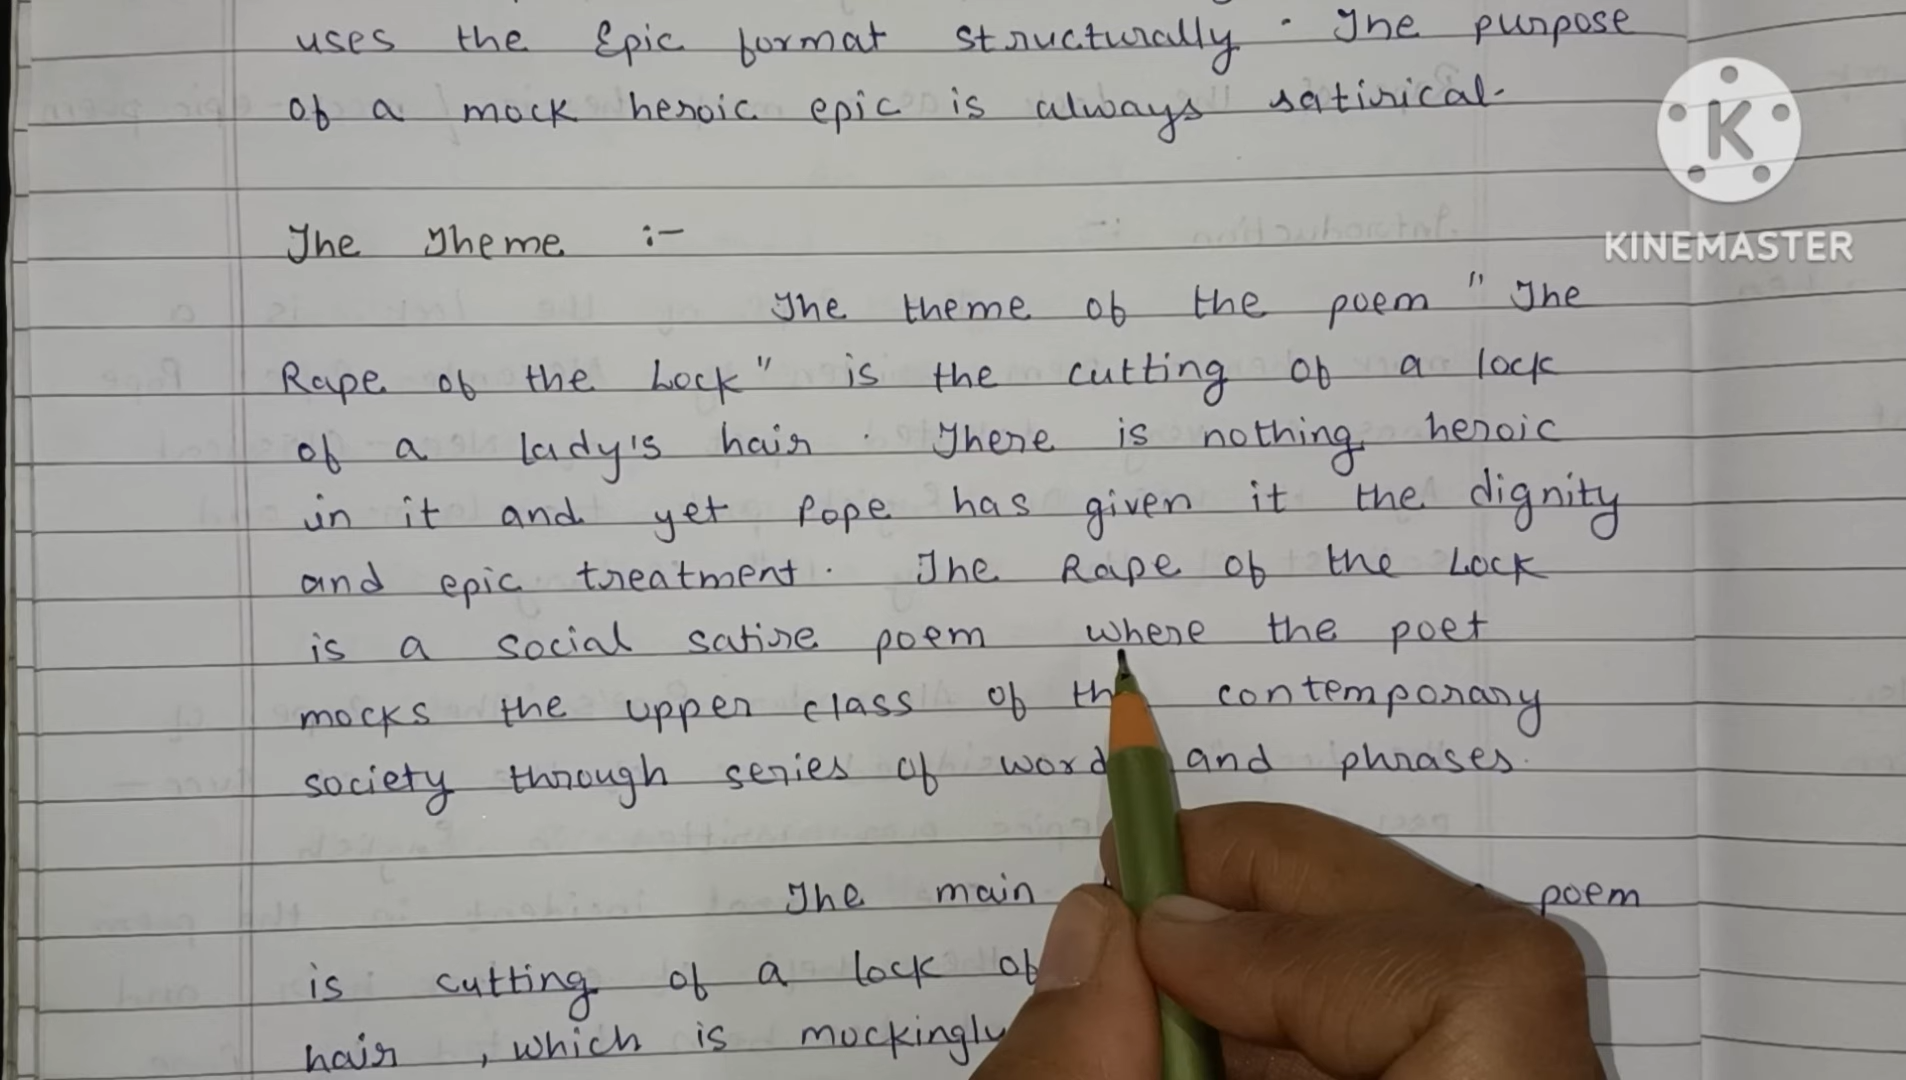 uses the Epic format structurally. The purpose
of a mock heroic epic is always satirical.
K
KINEMASTER
The Theme :-
The theme of the poem " The
Rape of the Lock" is the cutting of a lock
of a lady's hair. There is nothing heroic
in it and yet Pope has given it the dignity
and epic treatment. The Rape of the Lock
is a social satire poem where the poet
mocks the upper class of the contemporary
society through series of word and phrases.
The main poem
is cutting of a lock of
hair, which is mockingly